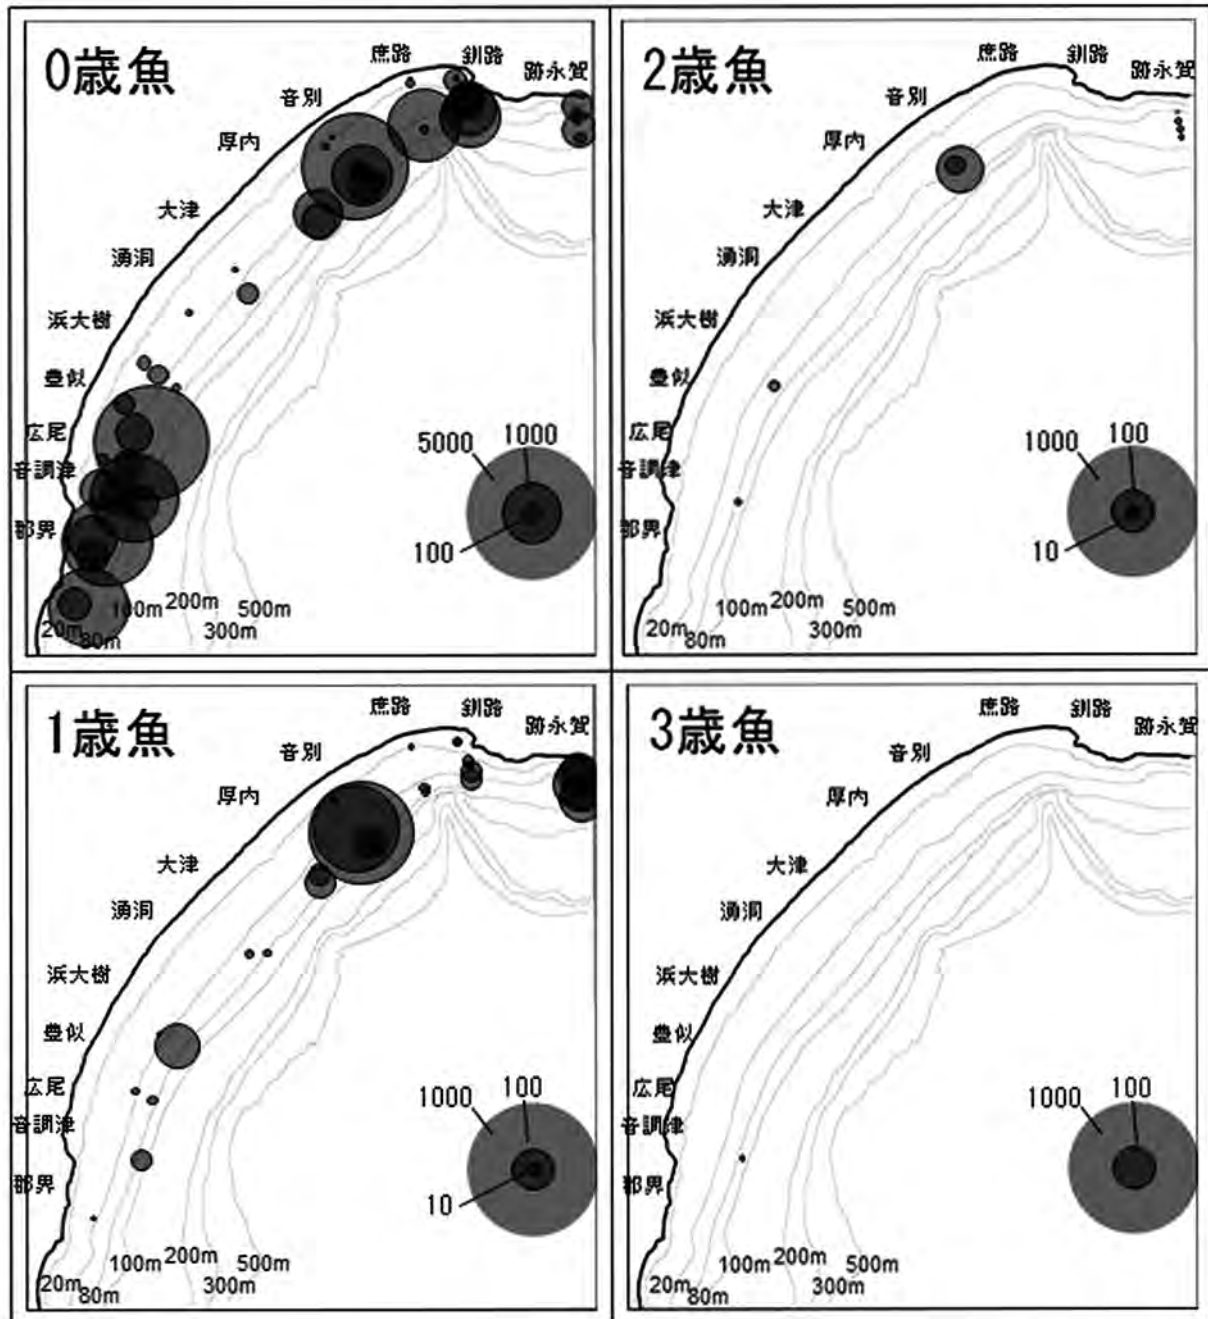 0歳魚
庶路
釧路
跡永賀
音別
厚内
大津
湧洞
浜大樹
豊似
広尾
音調津
郡界
5000
1000
100
20m
80m
100m
200m
300m
500m
2歳魚
庶路
釧路
跡永賀
音別
厚内
大津
湧洞
浜大樹
豊似
広尾
音調津
郡界
1000
100
10
20m
80m
100m
200m
300m
500m
1歳魚
庶路
釧路
跡永賀
音別
厚内
大津
湧洞
浜大樹
豊似
広尾
音調津
郡界
1000
100
10
20m
80m
100m
200m
300m
500m
3歳魚
庶路
釧路
跡永賀
音別
厚内
大津
湧洞
浜大樹
豊似
広尾
音調津
郡界
1000
100
20m
80m
100m
200m
300m
500m